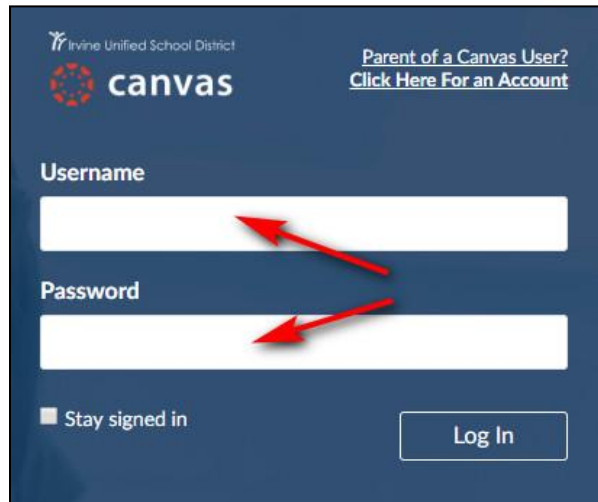 Irvine Unified School District
canvas
Parent of a Canvas User?
Click Here For an Account
Username
Password
Stay signed in
Log In